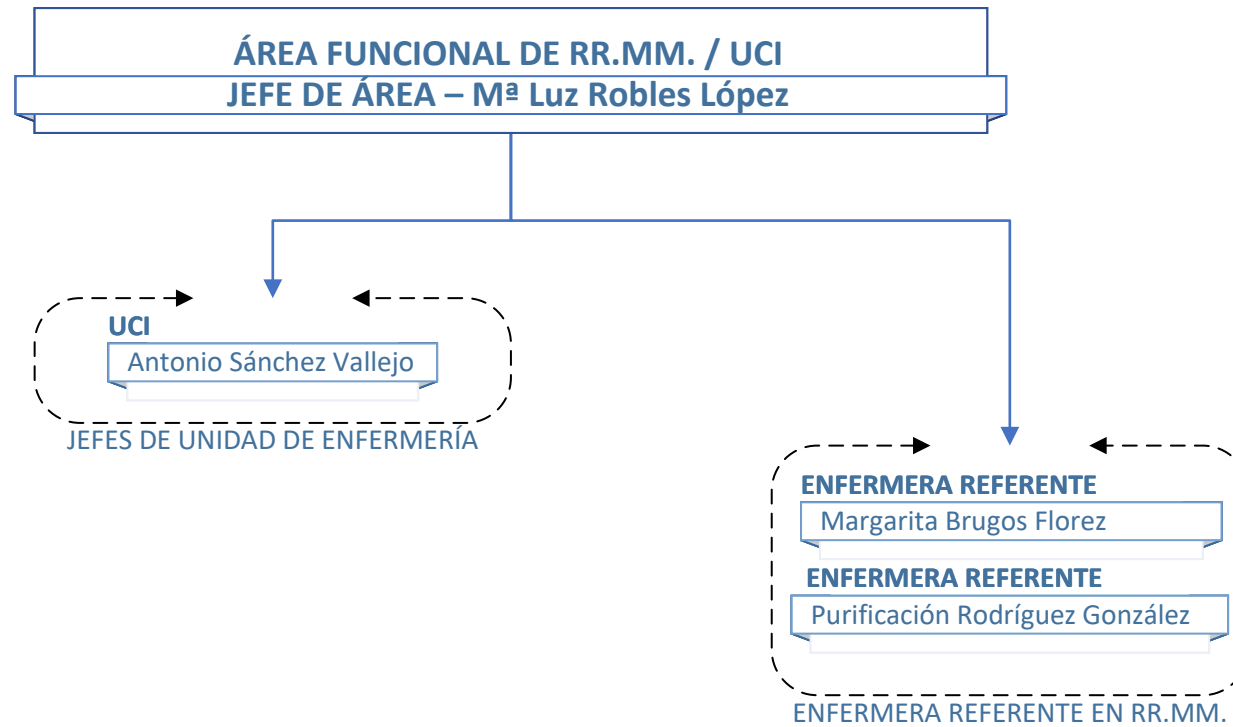 ÁREA FUNCIONAL DE RR.MM. / UCI
JEFE DE ÁREA – Mª Luz Robles López
UCI
Antonio Sánchez Vallejo
JEFES DE UNIDAD DE ENFERMERÍA
ENFERMERA REFERENTE
Margarita Brugos Florez
ENFERMERA REFERENTE
Purificación Rodríguez González
ENFERMERA REFERENTE EN RR.MM.